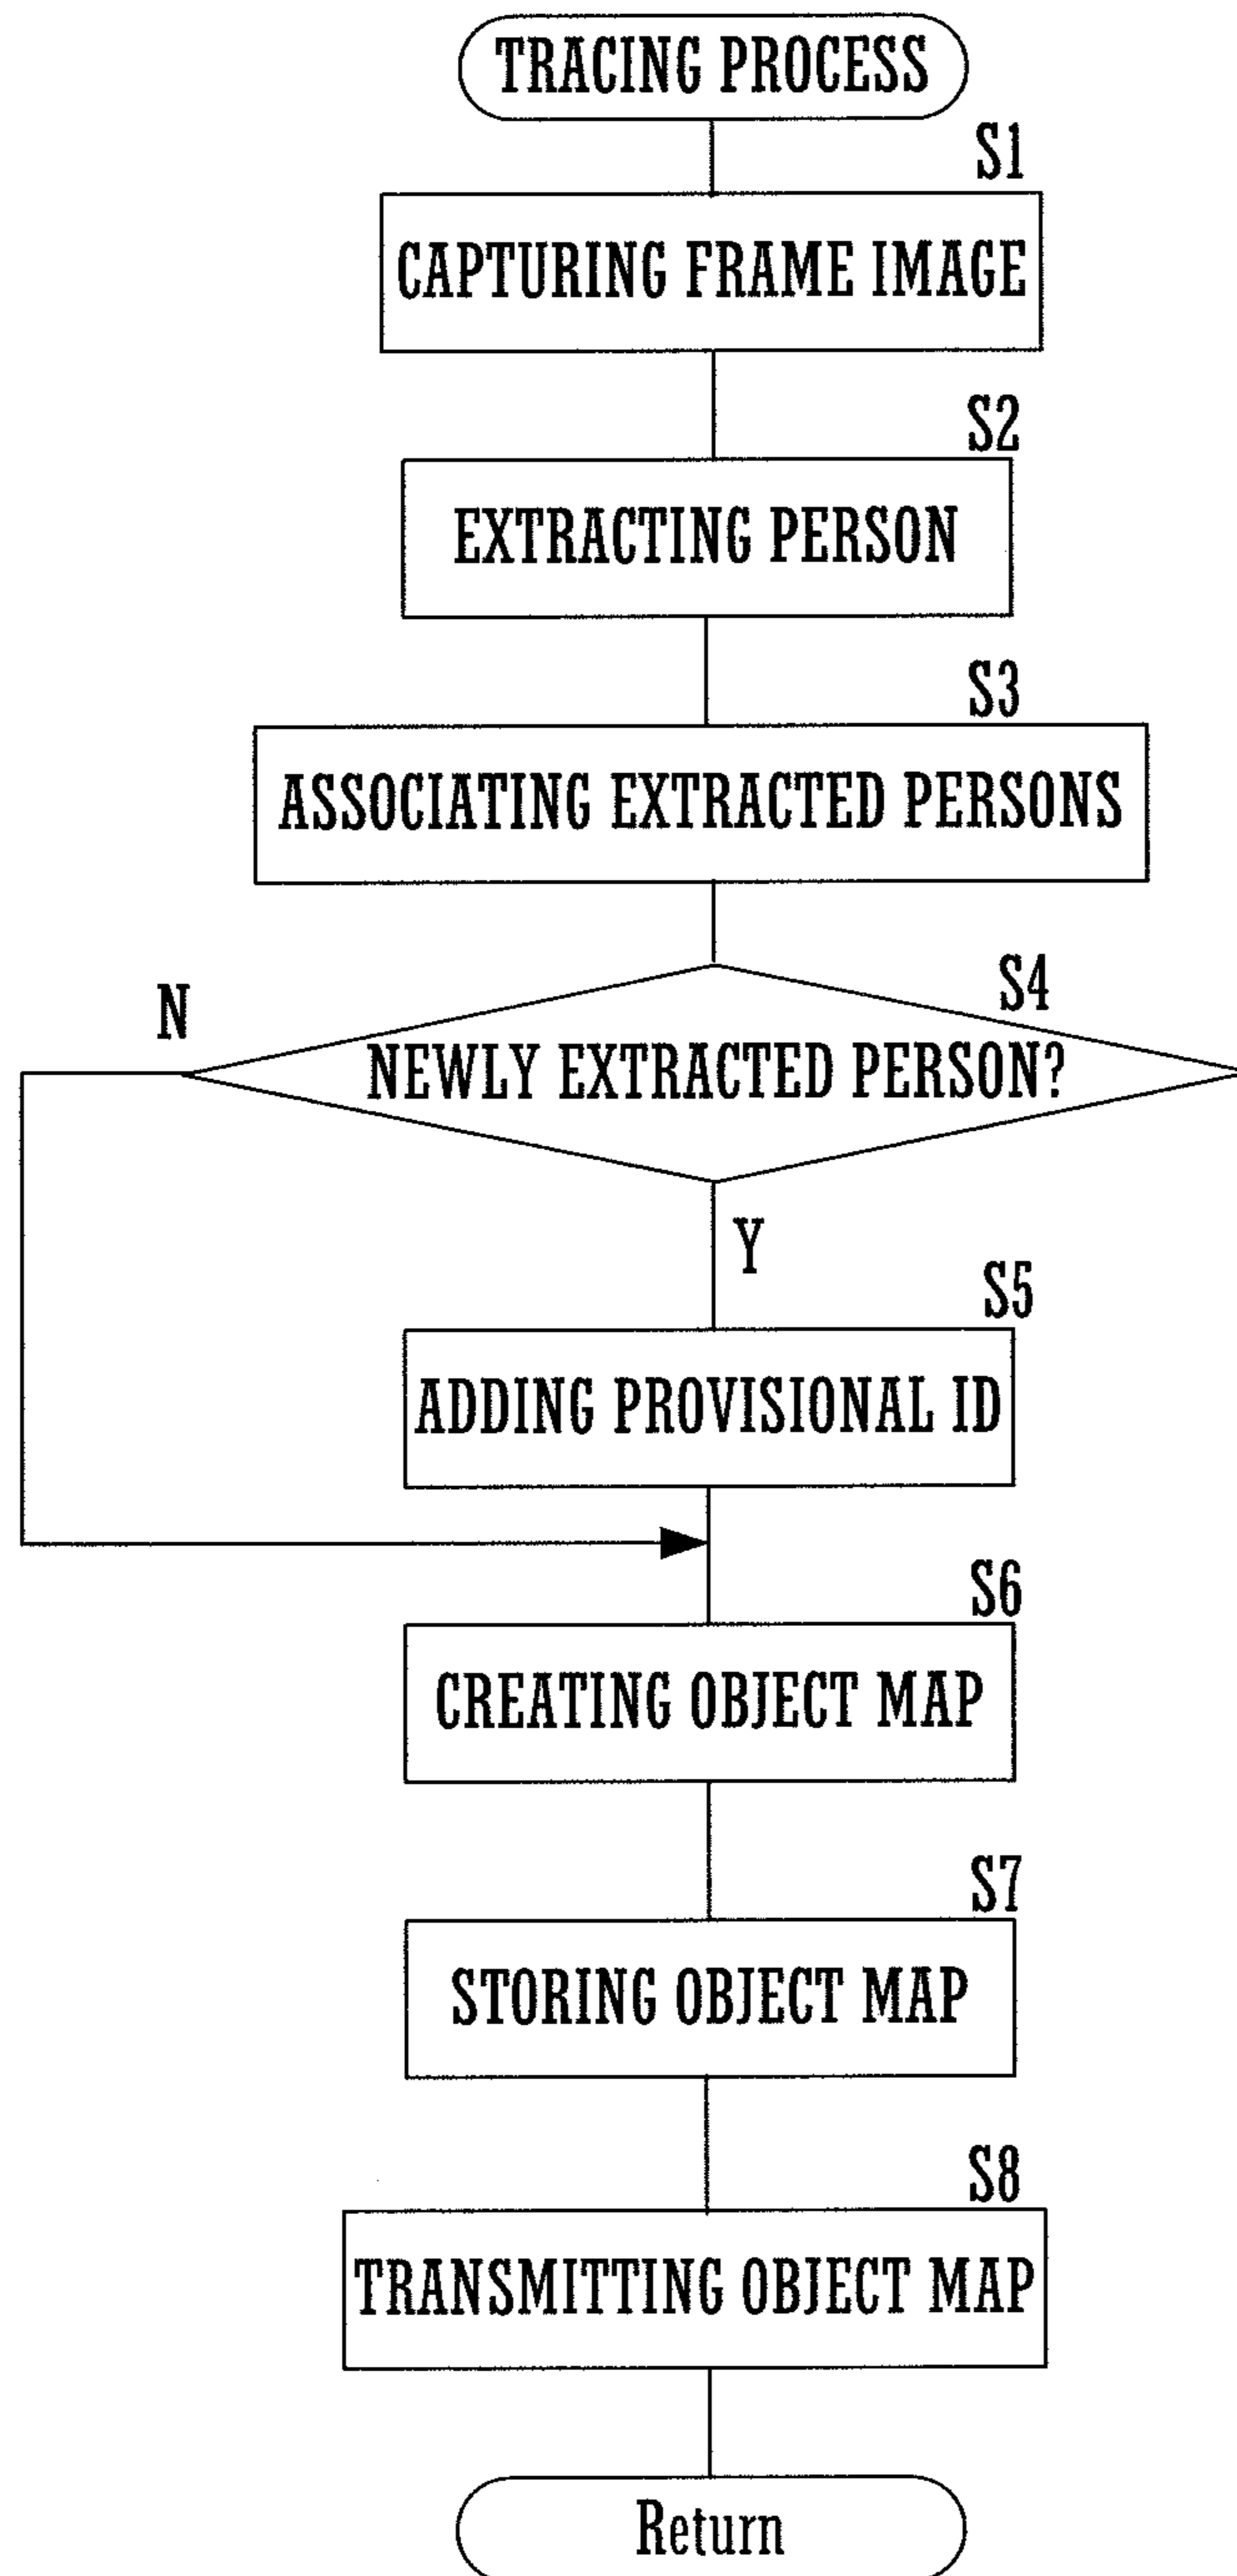 TRACING PROCESS
S1
CAPTURING FRAME IMAGE
S2
EXTRACTING PERSON
S3
ASSOCIATING EXTRACTED PERSONS
N
S4
NEWLY EXTRACTED PERSON?
Y
S5
ADDING PROVISIONAL ID
S6
CREATING OBJECT MAP
S7
STORING OBJECT MAP
S8
TRANSMITTING OBJECT MAP
Return